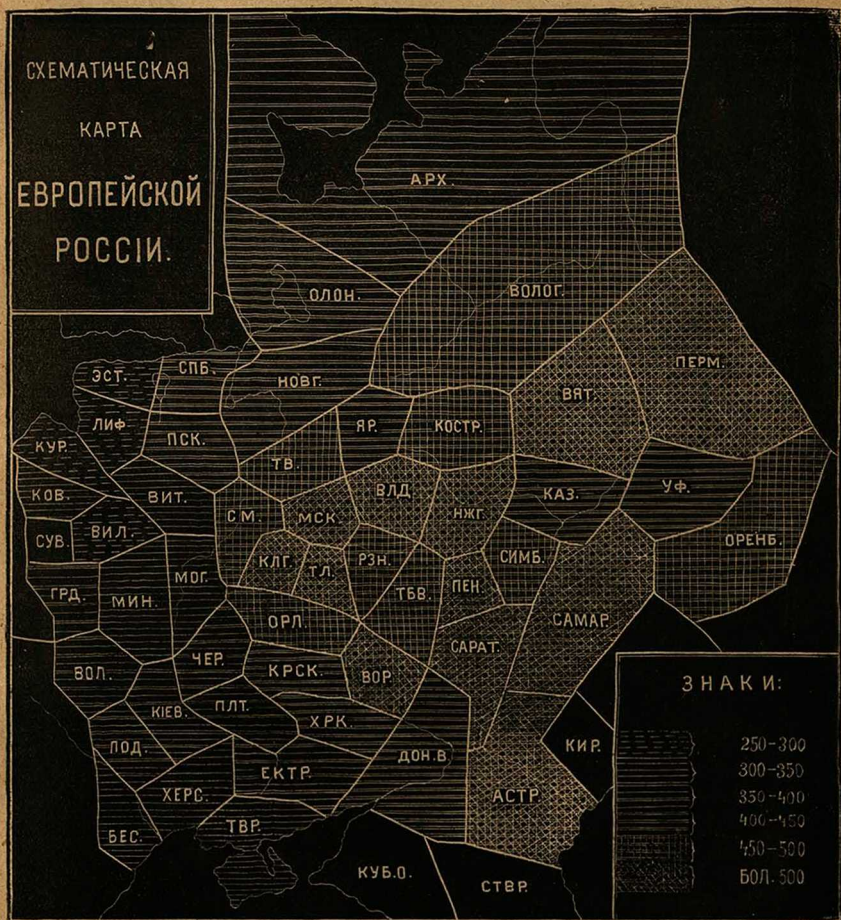 СХЕМАТИЧЕСКАЯ
КАРТА
ЕВРОПЕЙСКОЙ
РОССІИ.
АРХ.
ОЛОН.
ВОЛОГ.
ПЕРМ.
ЭСТ.
СПБ.
НОВГ.
ВЯТ.
ЛИФ.
ПСК.
ЯР.
КОСТР.
КУР.
ТВ.
КОВ.
ВИТ.
ВЛД.
КАЗ.
УФ.
СМ.
МСК.
НЖГ.
СУВ.
ВИЛ.
ОРЕНБ.
КЛГ.
ТЛ.
РЗН.
СИМБ.
ГРД.
МИН.
МОГ.
ТБВ.
ПЕН.
ОРЛ.
САМАР.
ВОЛ.
ЧЕР.
КРСК.
ВОР.
САРАТ.
КІЕВ.
ПЛТ.
ХРК.
ПОД.
ЕКТР.
ДОН.В
КИР.
ХЕРС.
АСТР.
БЕС.
ТВР.
КУБ.О.
СТВР.
ЗНАКИ:
250-300
300-350
350-400
400-450
450-500
БОЛ. 500